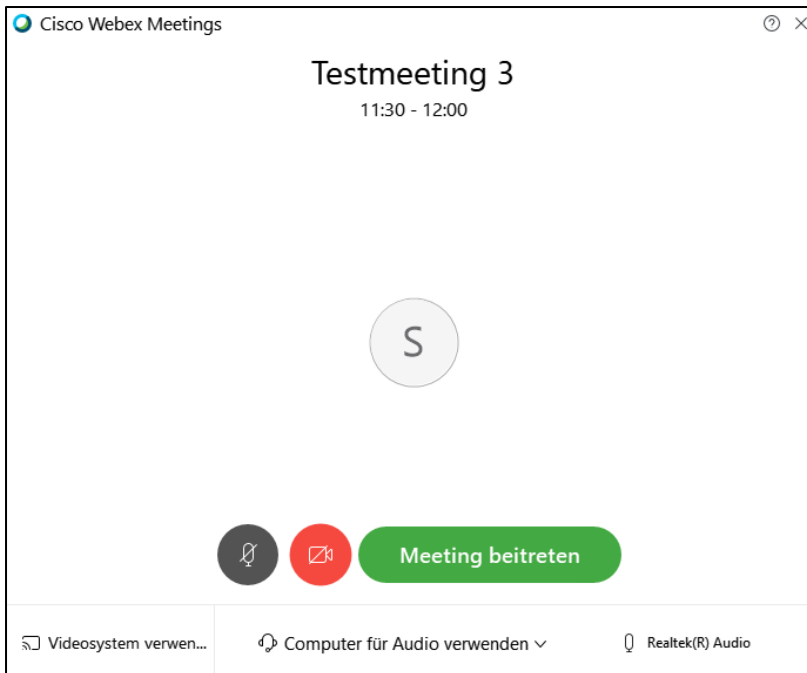 Cisco Webex Meetings
Testmeeting 3
11:30 - 12:00
S
Meeting beitreten
Videosystem verwen...
Computer für Audio verwenden
Realtek(R) Audio